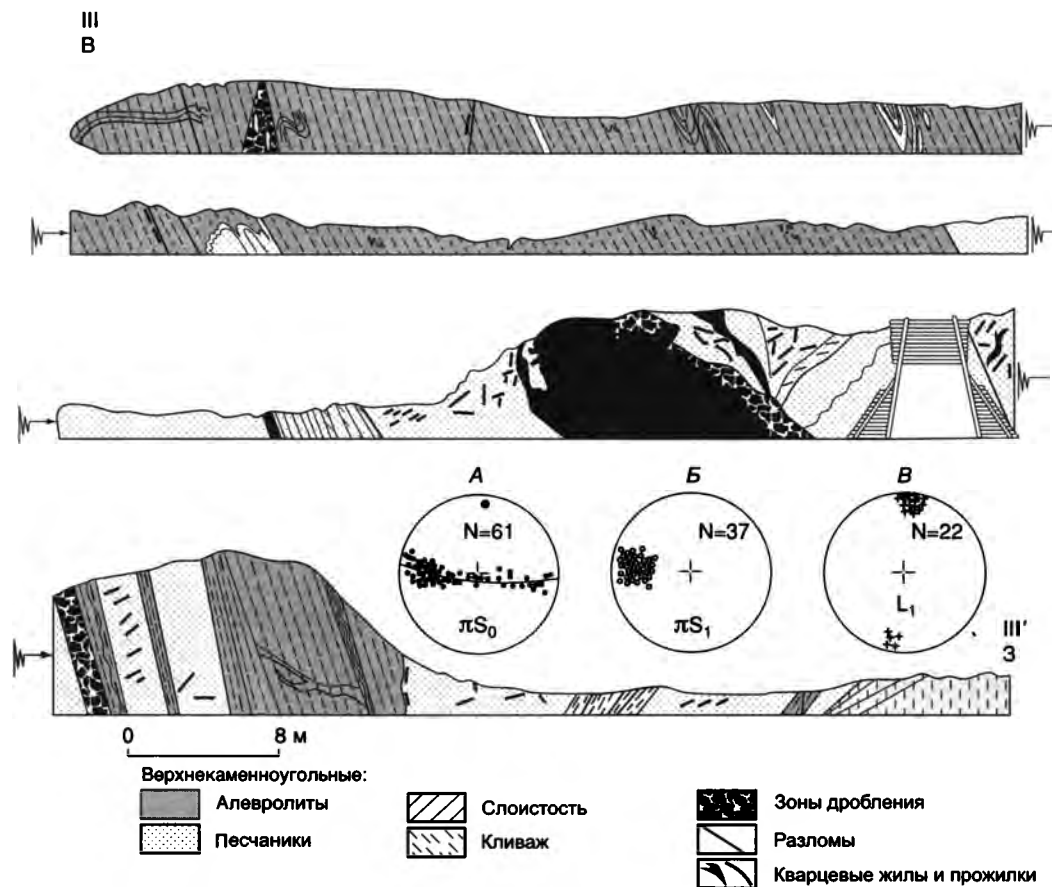 III
В
А
Б
В
N=61
N=37
N=22
πS₀
πS₁
L₁
III'
З
0 8 м
Верхнекаменноугольные:
Алевролиты
Песчаники
Слоистость
Кливаж
Зоны дробления
Разломы
Кварцевые жилы и прожилки